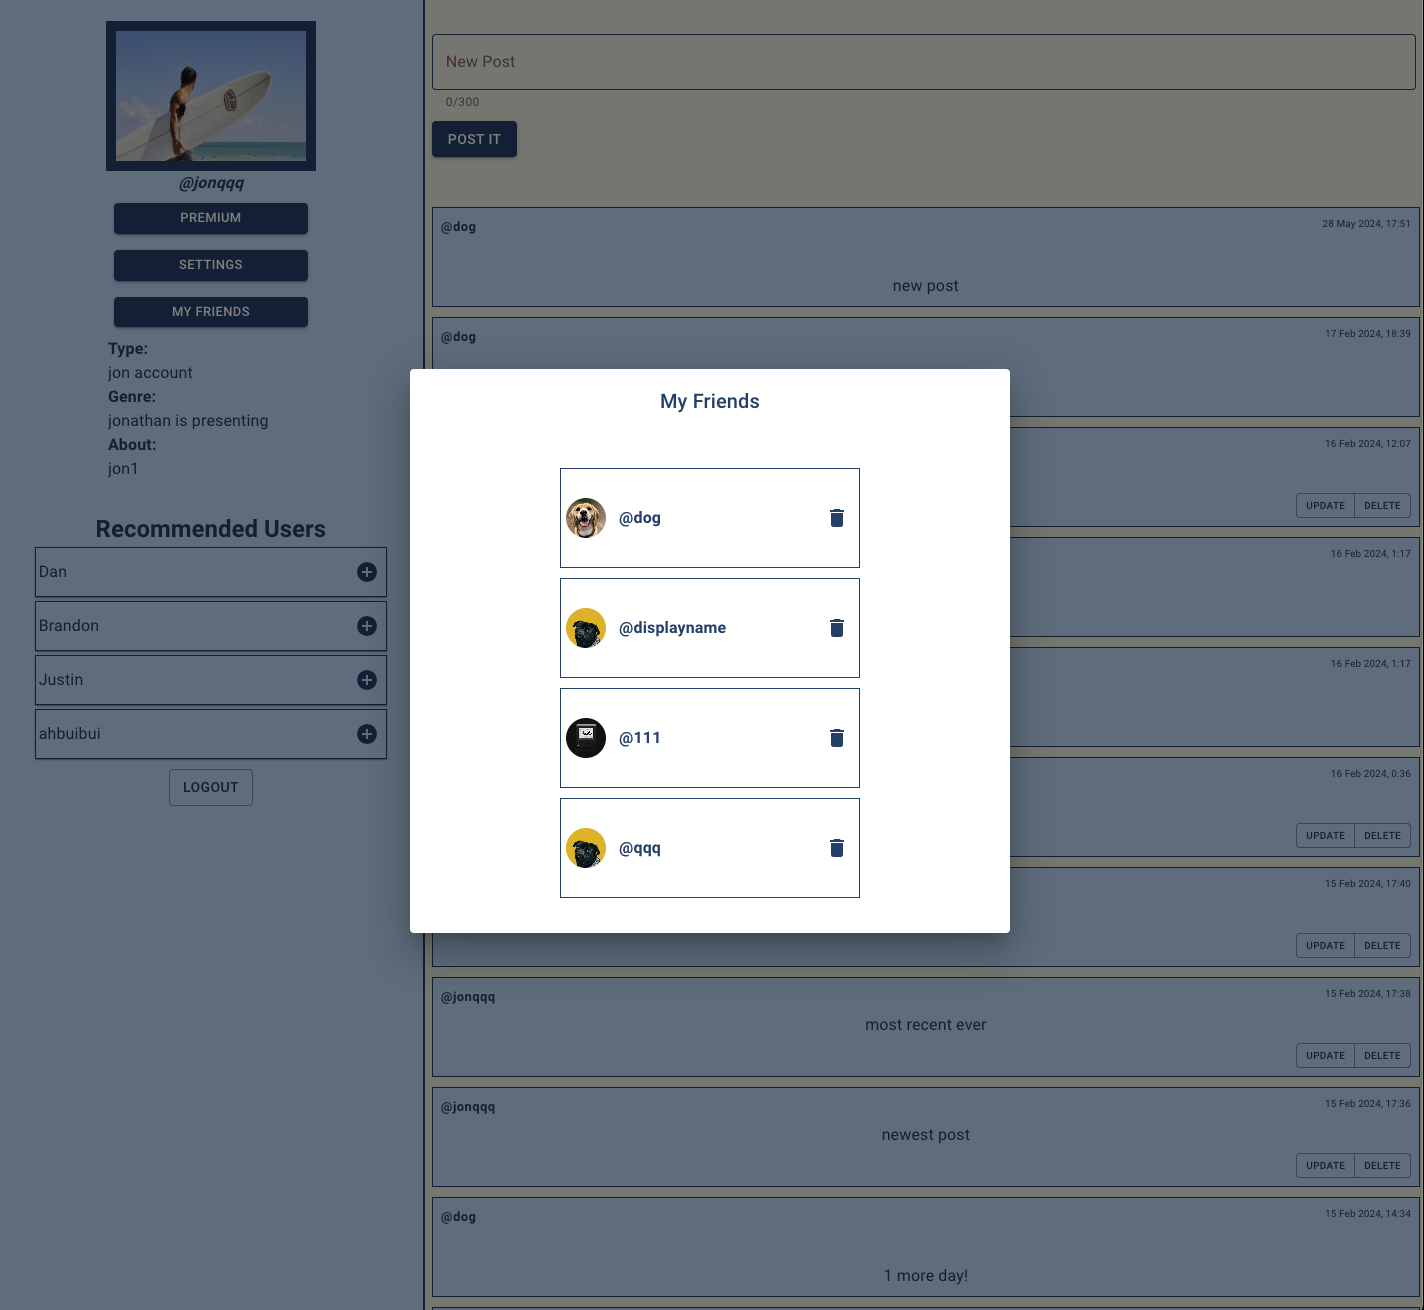 @jonqqq
PREMIUM
SETTINGS
MY FRIENDS
Type:
jon account
Genre:
jonathan is presenting
About:
jon1
Recommended Users
Dan
Brandon
Justin
ahbuibui
LOGOUT
New Post
0/300
POST IT
@dog
28 May 2024, 17:51
new post
@dog
17 Feb 2024, 18:39
16 Feb 2024, 12:07
UPDATE DELETE
16 Feb 2024, 1:17
16 Feb 2024, 1:17
16 Feb 2024, 0:36
UPDATE DELETE
15 Feb 2024, 17:40
UPDATE DELETE
@jonqqq
15 Feb 2024, 17:38
most recent ever
UPDATE DELETE
@jonqqq
15 Feb 2024, 17:36
newest post
UPDATE DELETE
@dog
15 Feb 2024, 14:34
1 more day!
My Friends
@dog
@displayname
@111
@qqq